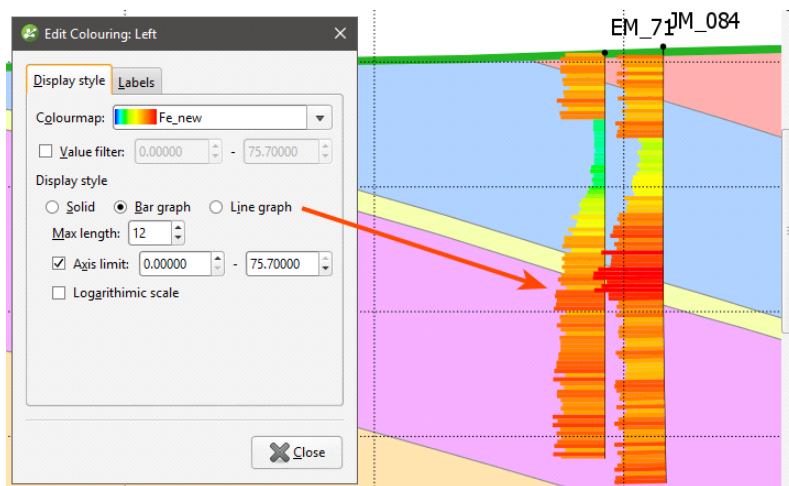 Edit Colouring: Left
Display style Labels
Colourmap: Fe_new
Value filter: 0.00000 - 75.70000
Display style
Solid Bar graph Line graph
Max length: 12
Axis limit: 0.00000 - 75.70000
Logarithimic scale
Close
EM_71 JM_084